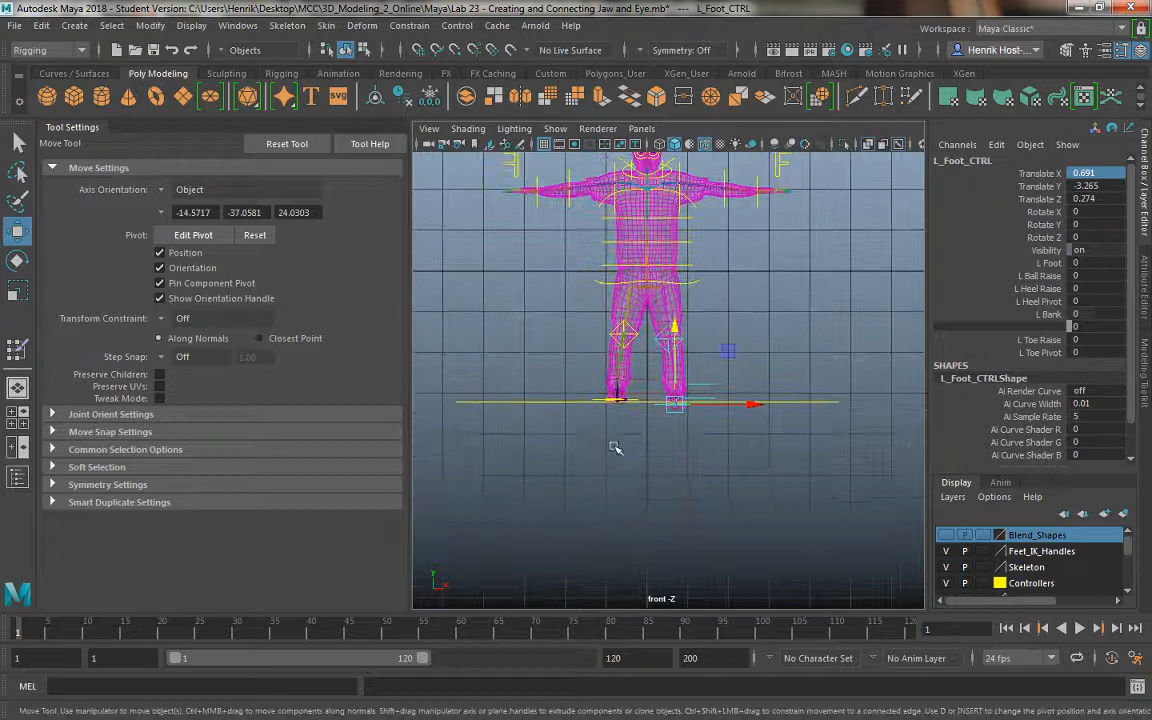 Autodesk Maya 2018 - Student Version: C:\Users\Henrik\Desktop\MCC\3D_Modeling_2_Online\Maya\Lab 23 - Creating and Connecting Jaw and Eye.mb* --- L_Foot_CTRL
File Edit Create Select Modify Display Windows Skeleton Skin Deform Constrain Control Cache Arnold Help
Workspace : Maya Classic*
Rigging Objects No Live Surface Symmetry: Off Henrik Host-...
Curves / Surfaces Poly Modeling Sculpting Rigging Animation Rendering FX FX Caching Custom Polygons_User XGen_User Arnold Bifrost MASH Motion Graphics XGen
Tool Settings
Move Tool Reset Tool Tool Help
Move Settings
Axis Orientation: Object
-14.5717 -37.0581 24.0303
Pivot: Edit Pivot Reset
Position
Orientation
Pin Component Pivot
Show Orientation Handle
Transform Constraint: Off
Along Normals Closest Point
Step Snap: Off 1.00
Preserve Children:
Preserve UVs:
Tweak Mode:
Joint Orient Settings
Move Snap Settings
Common Selection Options
Soft Selection
Symmetry Settings
Smart Duplicate Settings
View Shading Lighting Show Renderer Panels
front -Z
Channels Edit Object Show
L_Foot_CTRL
Translate X 0.691
Translate Y -3.265
Translate Z 0.274
Rotate X 0
Rotate Y 0
Rotate Z 0
Visibility on
L Foot 0
L Ball Raise 0
L Heel Raise 0
L Heel Pivot 0
L Bank 0
0
L Toe Raise 0
L Toe Pivot 0
SHAPES
L_Foot_CTRLShape
Ai Render Curve off
Ai Curve Width 0.01
Ai Sample Rate 5
Ai Curve Shader R 0
Ai Curve Shader G 0
Ai Curve Shader B 0
Display Anim
Layers Options Help
P Blend_Shapes
V P Feet_IK_Handles
V P Skeleton
V P Controllers
Channel Box / Layer Editor
Attribute Editor
1 5 10 15 20 25 30 35 40 45 50 55 60 65 70 75 80 85 90 95 100 105 110 115 120 1
1 1 1 120 120 200 No Character Set No Anim Layer 24 fps
MEL
Move Tool: Use manipulator to move object(s). Ctrl+MMB+drag to move components along normals. Shift+drag manipulator axis or plane handles to extrude components or clone objects. Ctrl+Shift+LMB+drag to constrain movement to a connected edge. Use D or INSERT to change the pivot position and axis orientatio